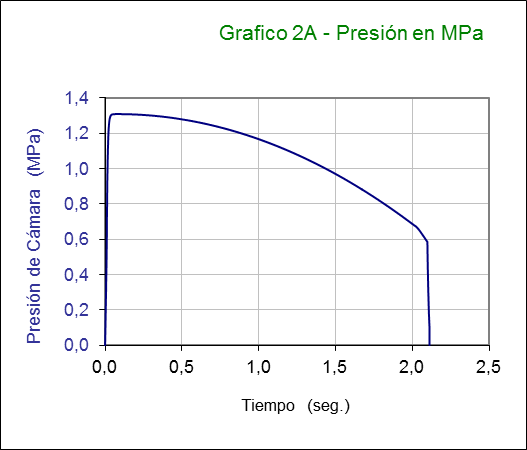 Grafico 2A - Presión en MPa
Presión de Cámara (MPa)
1,4
1,2
1,0
0,8
0,6
0,4
0,2
0,0
0,0 0,5 1,0 1,5 2,0 2,5
Tiempo (seg.)